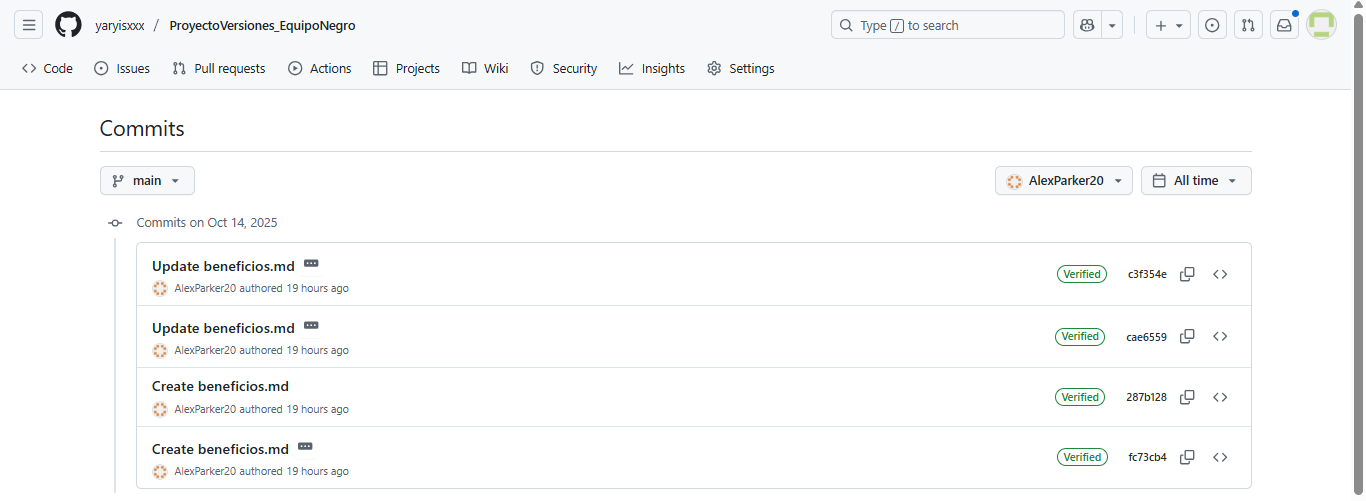 yaryisxxx / ProyectoVersiones_EquipoNegro Type / to search
Code Issues Pull requests Actions Projects Wiki Security Insights Settings
Commits
main AlexParker20 All time
Commits on Oct 14, 2025
Update beneficios.md
AlexParker20 authored 19 hours ago
Verified c3f354e
Update beneficios.md
AlexParker20 authored 19 hours ago
Verified cae6559
Create beneficios.md
AlexParker20 authored 19 hours ago
Verified 287b128
Create beneficios.md
AlexParker20 authored 19 hours ago
Verified fc73cb4